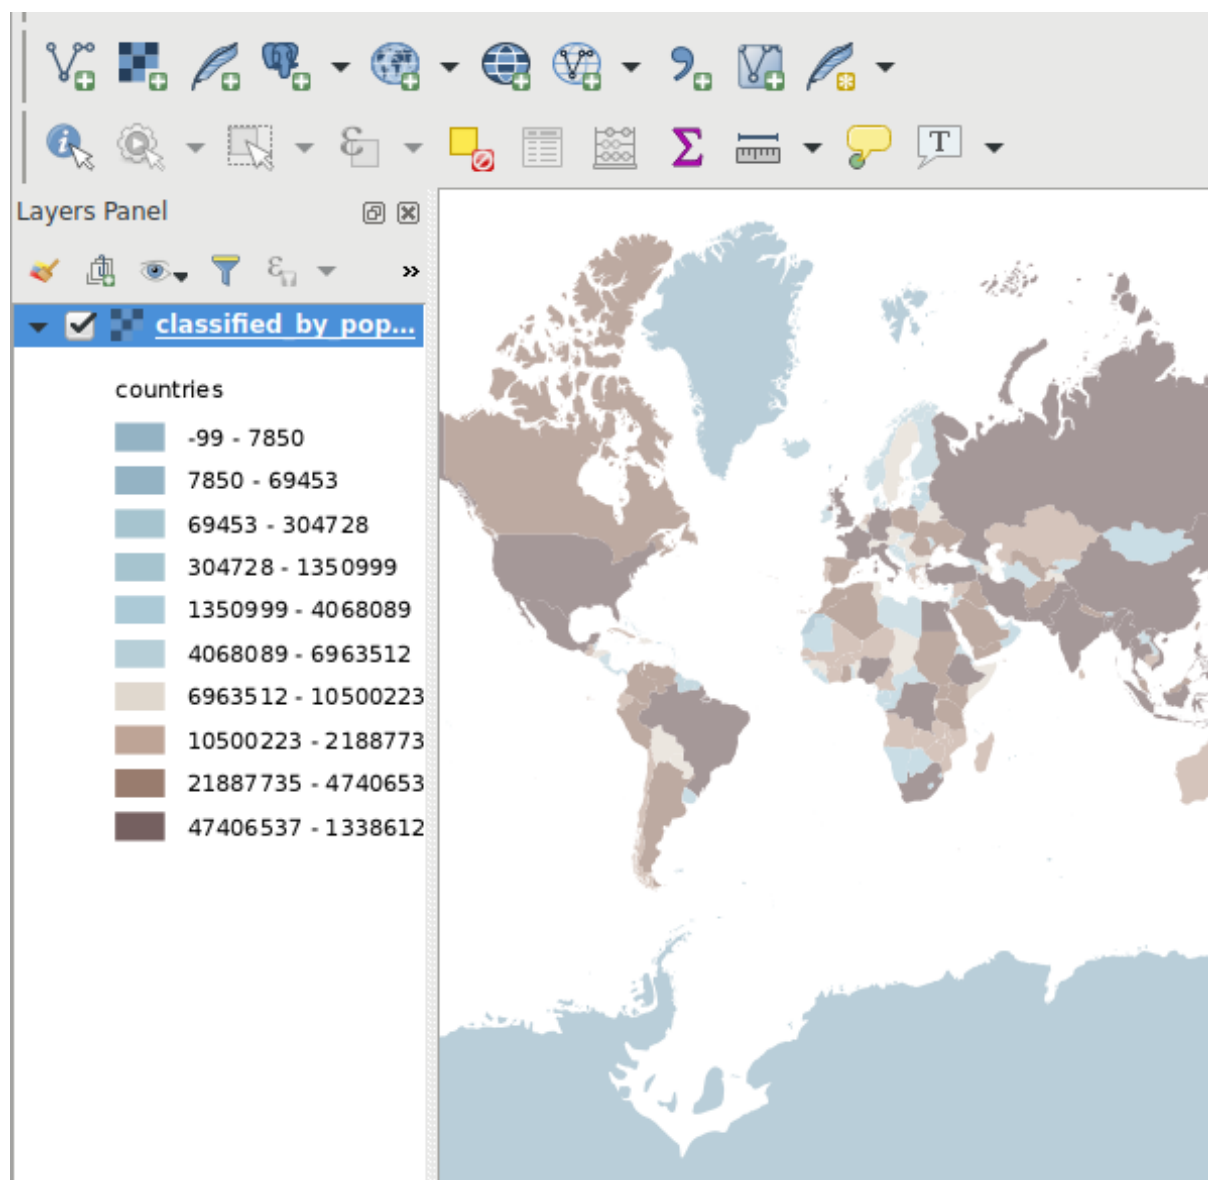 T
Layers Panel
classified_by_pop...
countries
-99 - 7850
7850 - 69453
69453 - 304728
304728 - 1350999
1350999 - 4068089
4068089 - 6963512
6963512 - 10500223
10500223 - 2188773
21887735 - 4740653
47406537 - 1338612